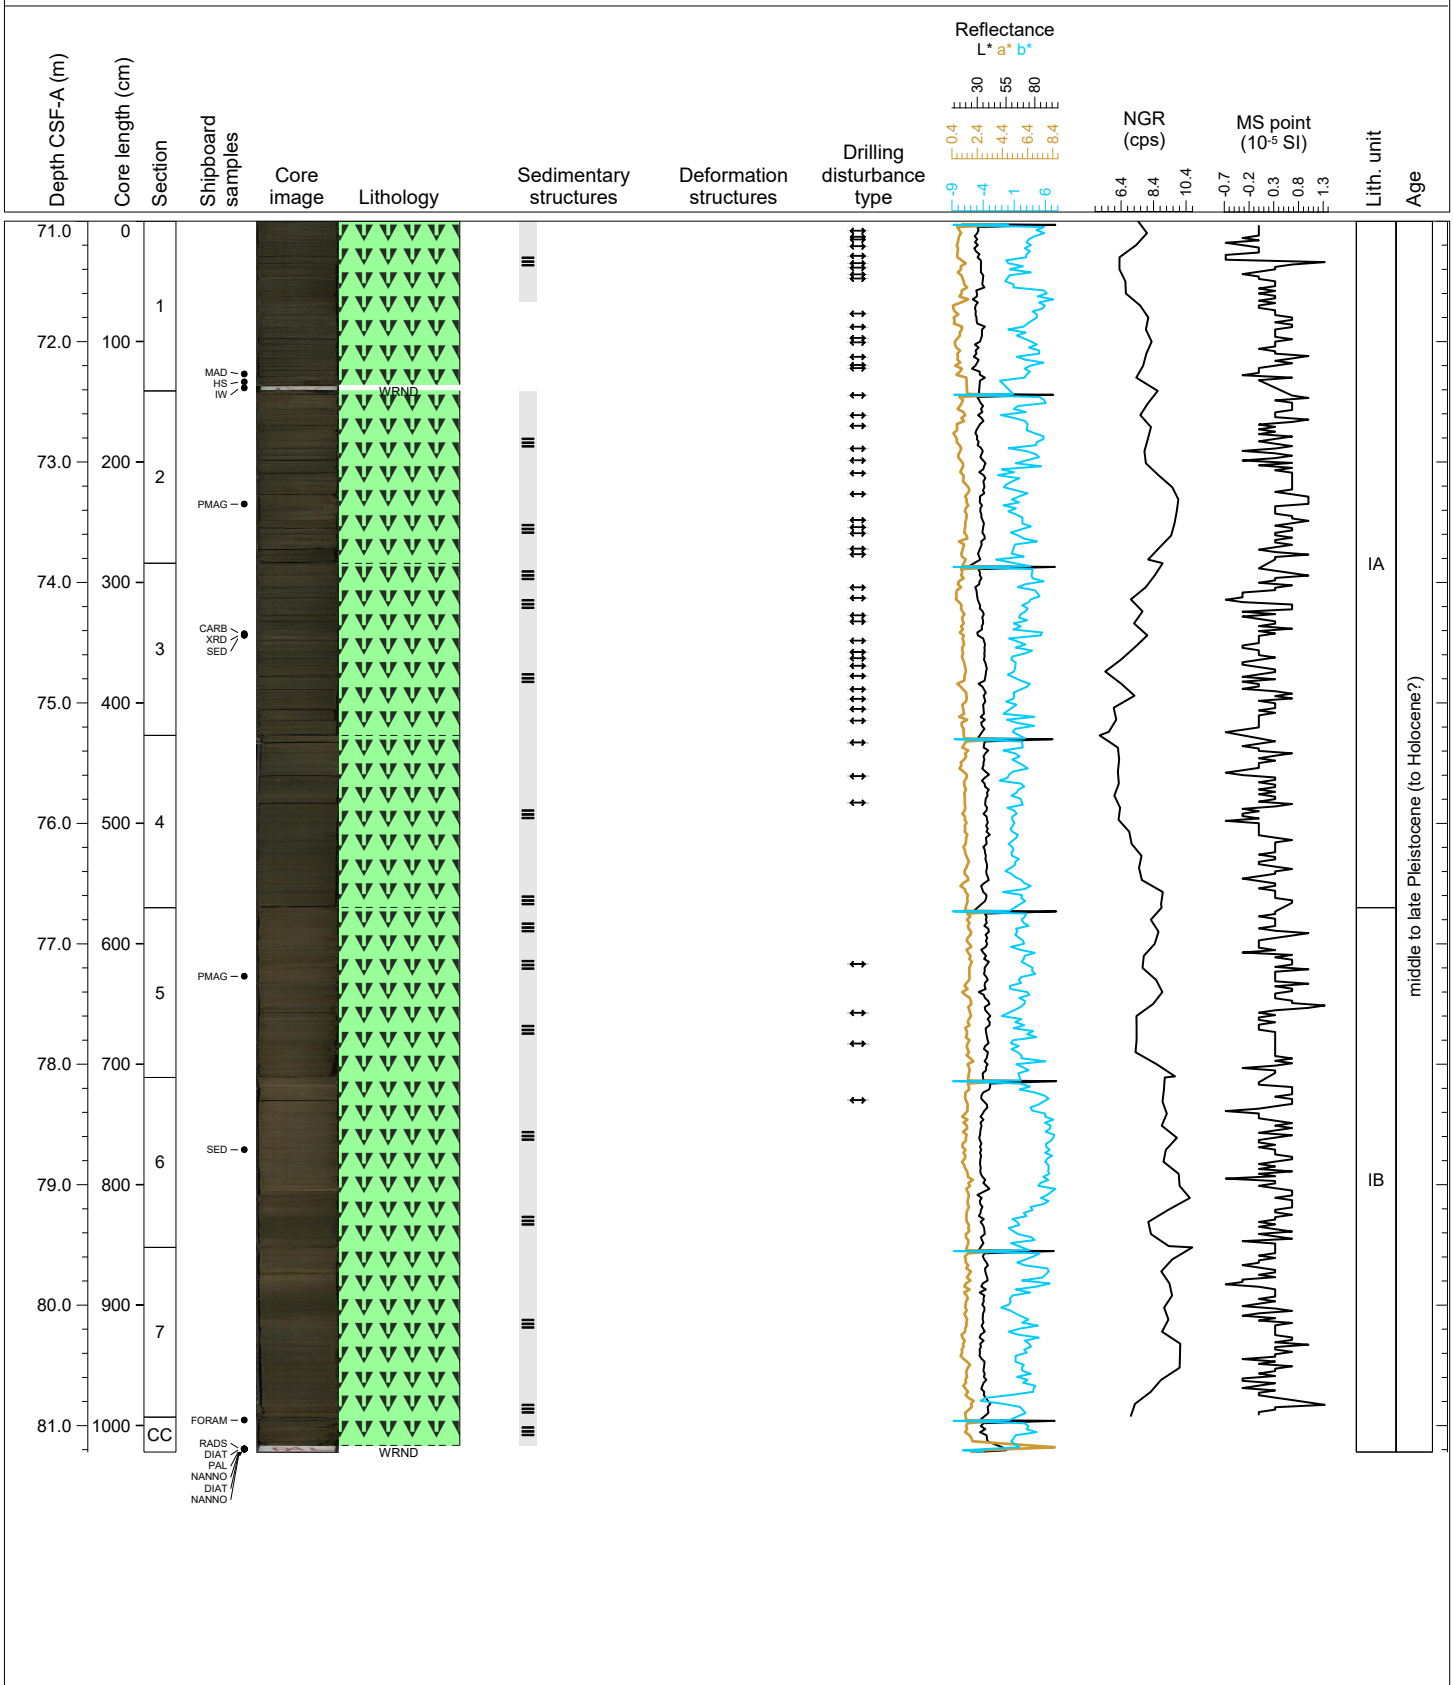 Depth CSF-A (m)
Core length (cm)
Section
Shipboard
samples
Core
image
Lithology
Sedimentary
structures
Deformation
structures
Drilling
disturbance
type
Reflectance
L* a* b*
30 55 80
0.4 2.4 4.4 6.4 8.4
-9 -4 1 6
NGR
(cps)
6.4 8.4 10.4
MS point
(10-5 SI)
-0.7 -0.2 0.3 0.8 1.3
Lith. unit
Age
71.0 0
1
72.0 100
MAD
HS
IW
WRND
73.0 200
2
PMAG
74.0 300
IA
CARB
XRD
SED
3
75.0 400
76.0 500
4
middle to late Pleistocene (to Holocene?)
77.0 600
PMAG
5
78.0 700
SED
6
79.0 800
IB
80.0 900
7
81.0 1000
FORAM
CC
RADS
DIAT
PAL
NANNO
DIAT
NANNO
WRND